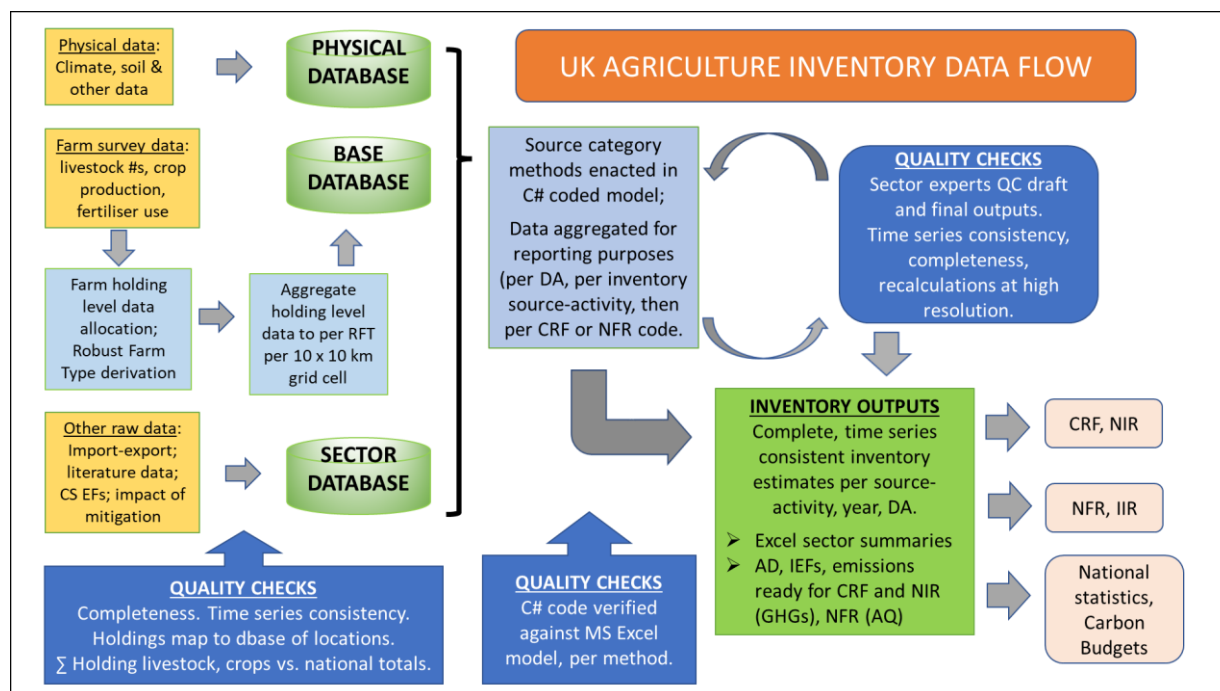 Physical data:
Climate, soil &
other data
PHYSICAL
DATABASE
UK AGRICULTURE INVENTORY DATA FLOW
Farm survey data:
livestock #s, crop
production,
fertiliser use
BASE
DATABASE
Farm holding
level data
allocation;
Robust Farm
Type derivation
Aggregate
holding level
data to per RFT
per 10 x 10 km
grid cell
Other raw data:
Import-export;
literature data;
CS EFs; impact of
mitigation
SECTOR
DATABASE
QUALITY CHECKS
Completeness. Time series consistency.
Holdings map to dbase of locations.
∑ Holding livestock, crops vs. national totals.
Source category
methods enacted in
C# coded model;
Data aggregated for
reporting purposes
(per DA, per inventory
source-activity, then
per CRF or NFR code.
QUALITY CHECKS
Sector experts QC draft
and final outputs.
Time series consistency,
completeness,
recalculations at high
resolution.
QUALITY CHECKS
C# code verified
against MS Excel
model, per method.
INVENTORY OUTPUTS
Complete, time series
consistent inventory
estimates per source-
activity, year, DA.
➢ Excel sector summaries
➢ AD, IEFs, emissions
ready for CRF and NIR
(GHGs), NFR (AQ)
CRF, NIR
NFR, IIR
National
statistics,
Carbon
Budgets